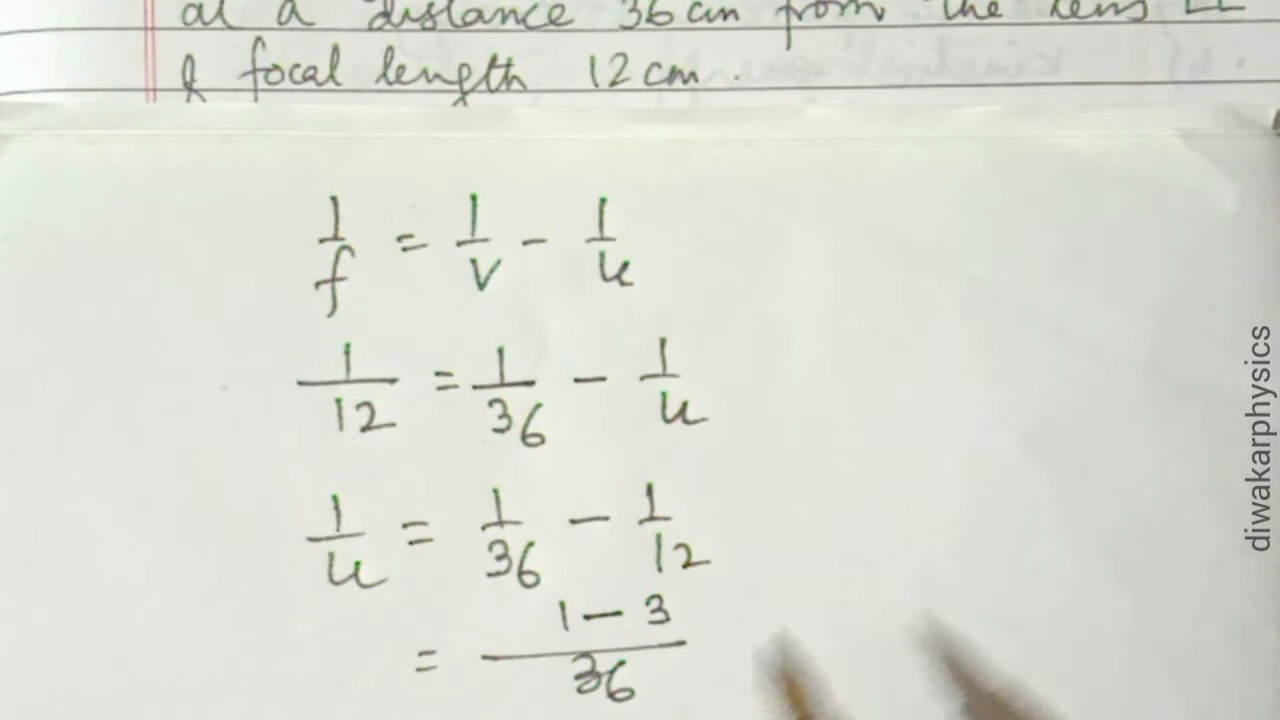 at a distance 36 cm from the lens
& focal length 12 cm.
1/f = 1/v - 1/u
1/12 = 1/36 - 1/u
1/u = 1/36 - 1/12
= 1 - 3/36
diwakarphysics